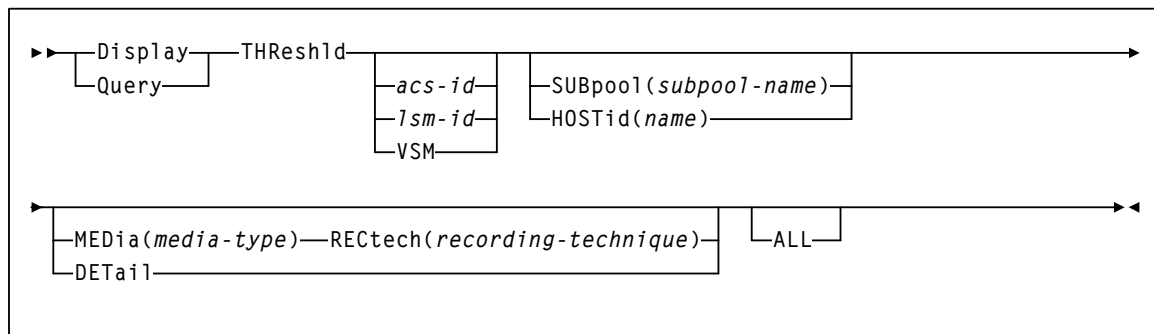 Display THReshld
Query
acs-id SUBpool(subpool-name)
lsm-id HOSTid(name)
VSM
MEDia(media-type) RECtech(recording-technique) ALL
DETail